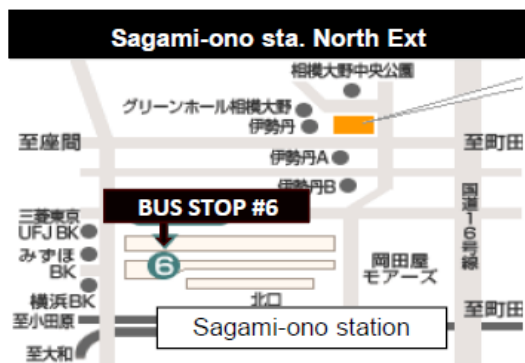 Sagami-ono sta. North Ext
相模大野中央公園
グリーンホール相模大野
伊勢丹
至座間
至町田
伊勢丹A
伊勢丹B
BUS STOP #6
三菱東京
UFJ BK
みずほ
BK
横浜BK
6
岡田屋
モアーズ
国道16号線
北口
至小田原
至町田
Sagami-ono station
至大和